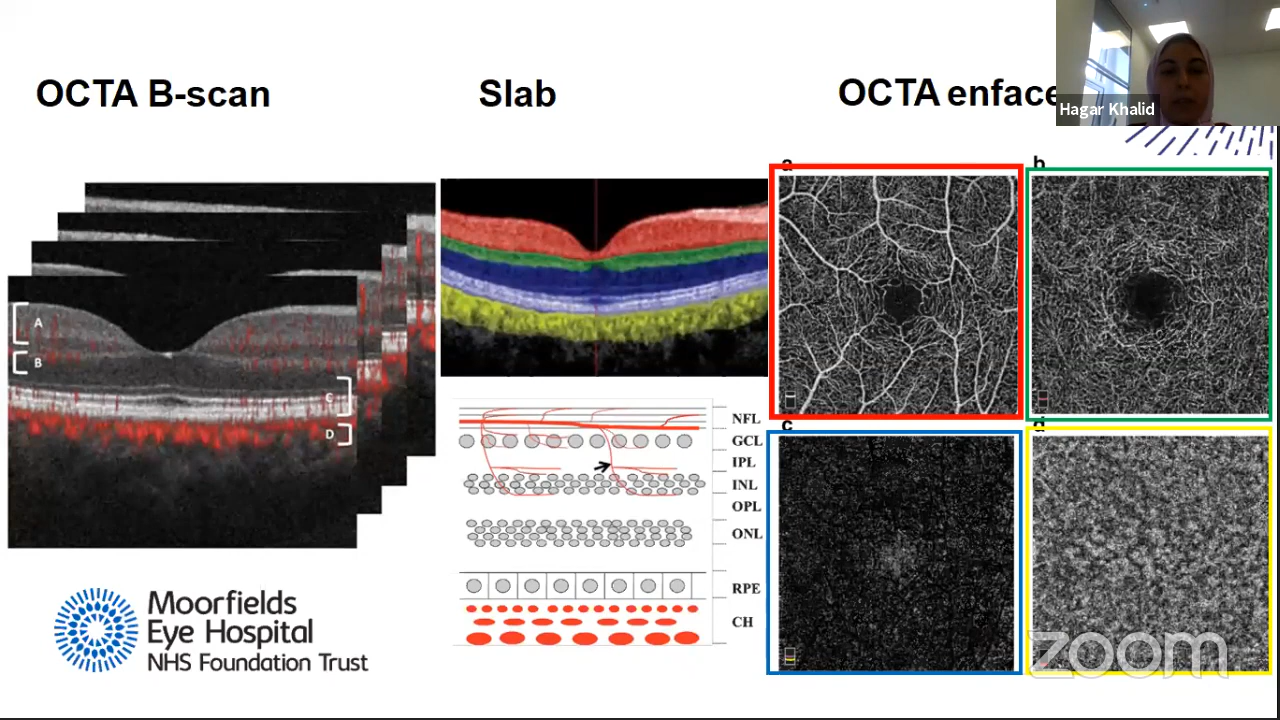 OCTA B-scan
Slab
OCTA enface
Hagar Khalid
a
b
A
B
C
D
NFL
GCL
IPL
INL
OPL
ONL
RPE
CH
c
d
Moorfields
Eye Hospital
NHS Foundation Trust
zoom